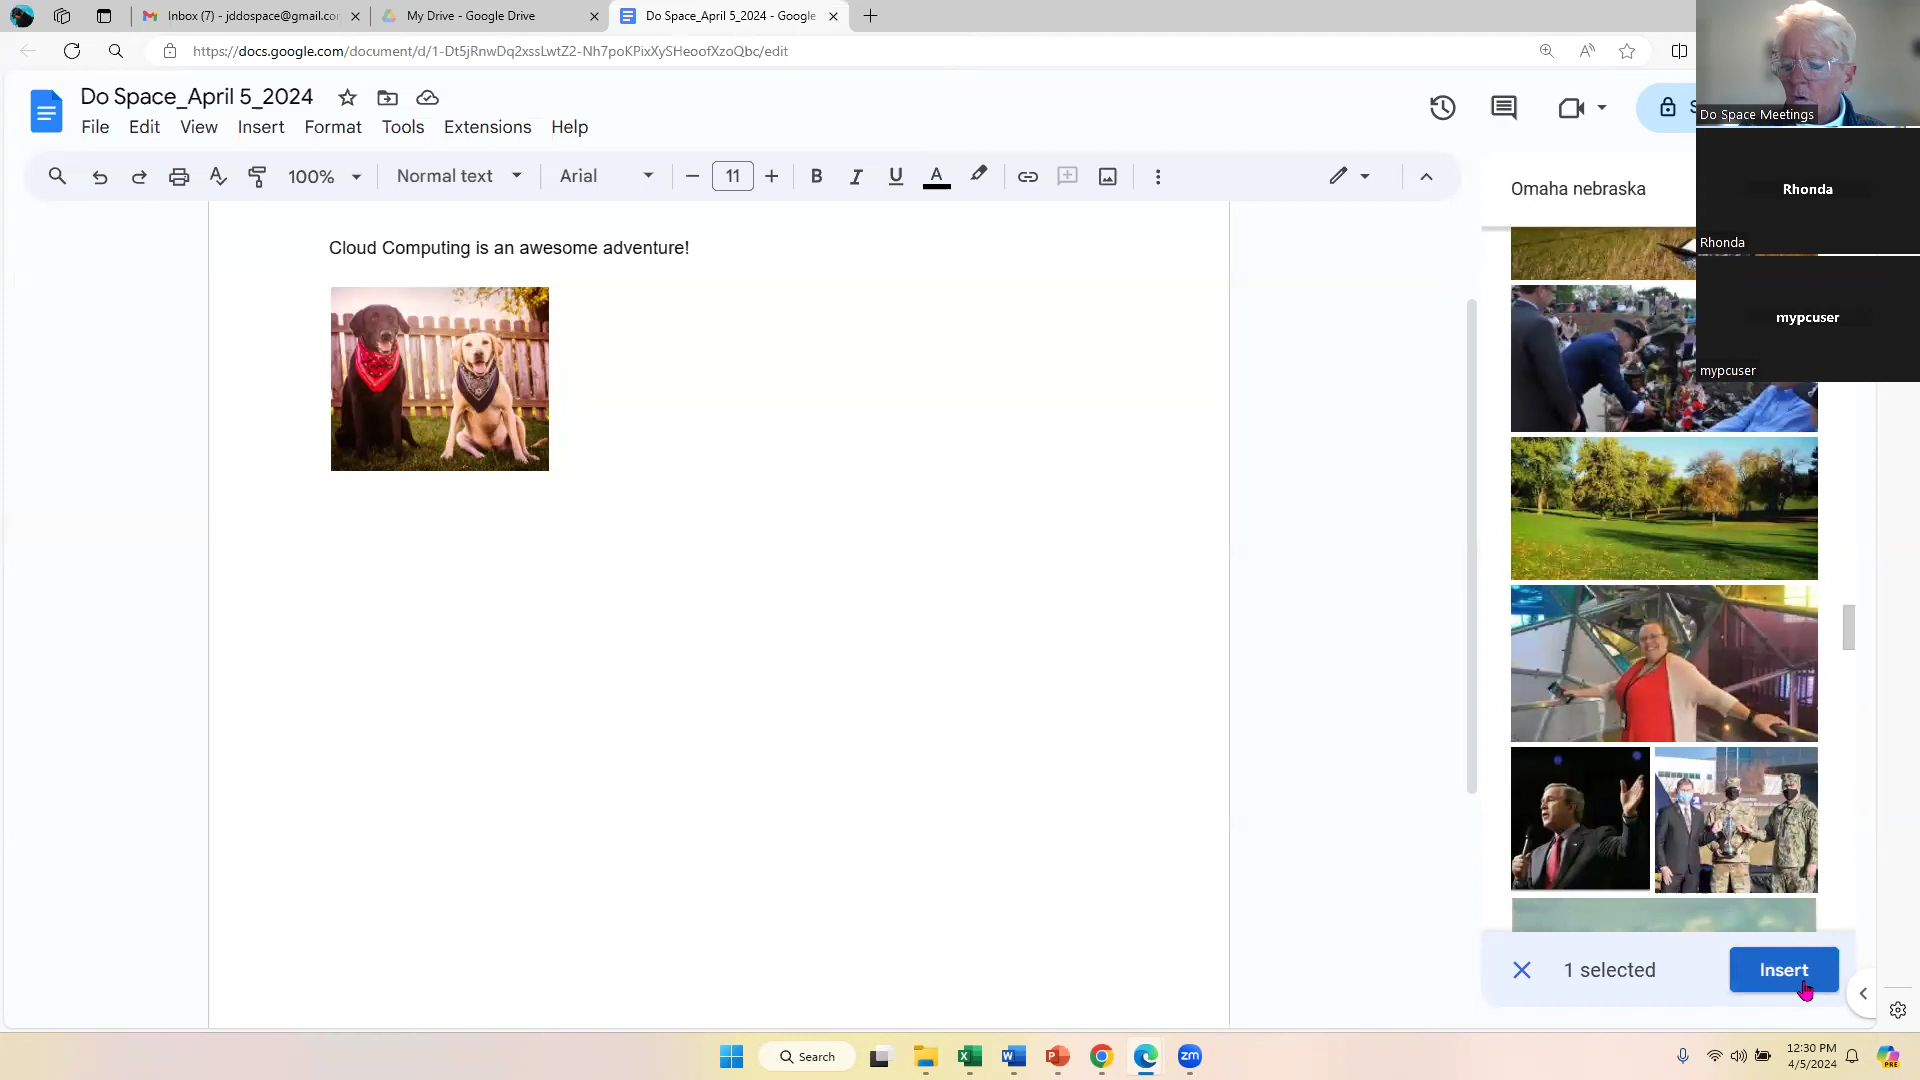 Inbox (7) - jddospace@gmail.co
My Drive - Google Drive
Do Space_April 5_2024 - Google
https://docs.google.com/document/d/1-Dt5jRnwDq2xssLwtZ2-Nh7poKPixXySHeoofXzoQbc/edit
Do Space_April 5_2024
File Edit View Insert Format Tools Extensions Help
100% Normal text Arial 11 B I U A
Cloud Computing is an awesome adventure!
Omaha nebraska
Do Space Meetings
Rhonda
Rhonda
mypcuser
mypcuser
1 selected
Insert
Search
zm
12:30 PM
4/5/2024
PRE